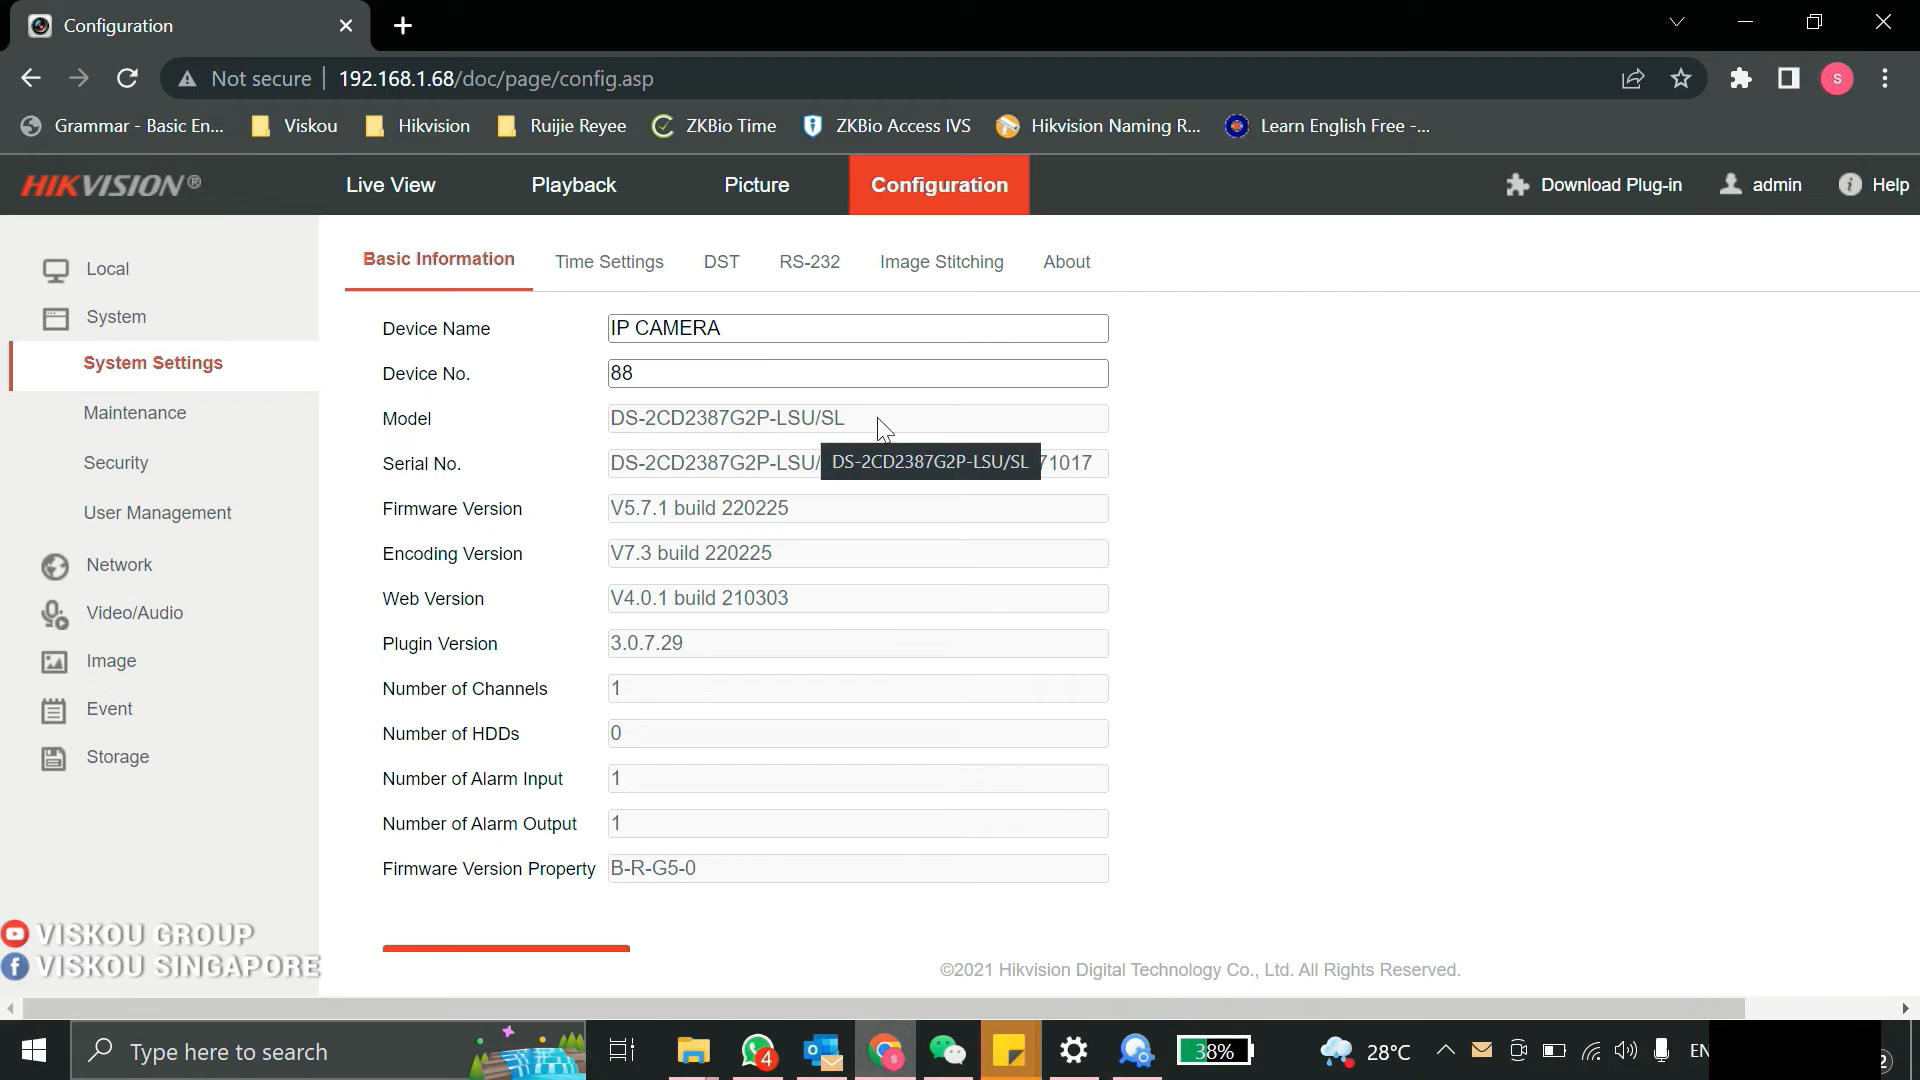 Configuration
Not secure 192.168.1.68/doc/page/config.asp S
Grammar - Basic En... Viskou Hikvision Ruijie Reyee ZKBio Time ZKBio Access IVS Hikvision Naming R... Learn English Free -...
HIKVISION® Live View Playback Picture Configuration Download Plug-in admin Help
Local
System
System Settings
Maintenance
Security
User Management
Network
Video/Audio
Image
Event
Storage
Basic Information Time Settings DST RS-232 Image Stitching About
Device Name IP CAMERA
Device No. 88
Model DS-2CD2387G2P-LSU/SL
DS-2CD2387G2P-LSU/SL
Serial No. DS-2CD2387G2P-LSU/ 71017
Firmware Version V5.7.1 build 220225
Encoding Version V7.3 build 220225
Web Version V4.0.1 build 210303
Plugin Version 3.0.7.29
Number of Channels 1
Number of HDDs 0
Number of Alarm Input 1
Number of Alarm Output 1
Firmware Version Property B-R-G5-0
VISKOU GROUP
VISKOU SINGAPORE
©2021 Hikvision Digital Technology Co., Ltd. All Rights Reserved.
Type here to search 4 S 38% 28°C EN 2